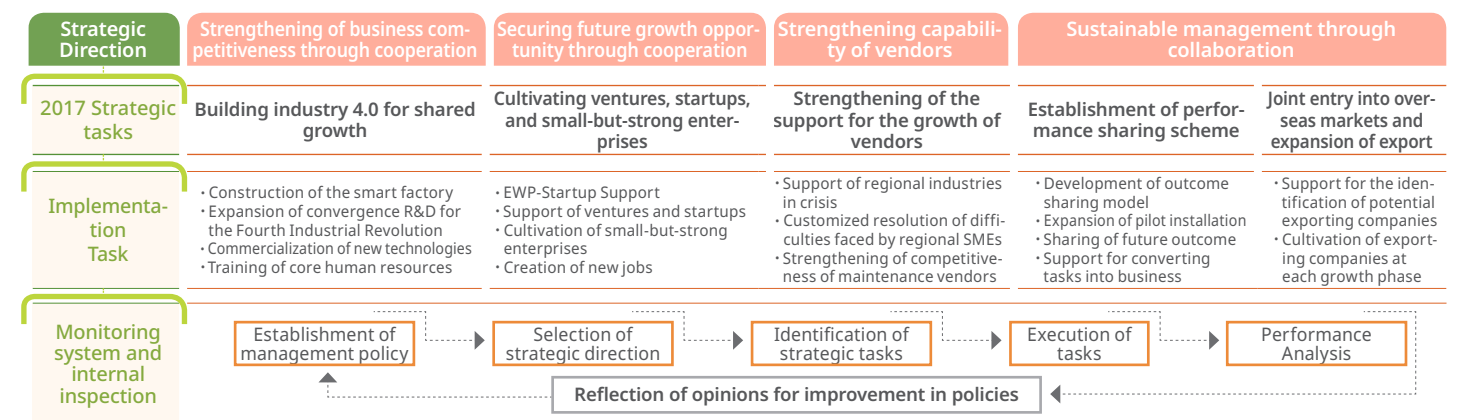 Strategic
Direction
Strengthening of business com-
petitiveness through cooperation
Securing future growth oppor-
tunity through cooperation
Strengthening capabili-
ty of vendors
Sustainable management through
collaboration
2017 Strategic
tasks
Building industry 4.0 for shared
growth
Cultivating ventures, startups,
and small-but-strong enter-
prises
Strengthening of the
support for the growth of
vendors
Establishment of perfor-
mance sharing scheme
Joint entry into over-
seas markets and
expansion of export
Implementa-
tion
Task
· Construction of the smart factory
· Expansion of convergence R&D for
the Fourth Industrial Revolution
· Commercialization of new technologies
· Training of core human resources
· EWP-Startup Support
· Support of ventures and startups
· Cultivation of small-but-strong
enterprises
· Creation of new jobs
· Support of regional industries
in crisis
· Customized resolution of diffi-
culties faced by regional SMEs
· Strengthening of competitive-
ness of maintenance vendors
· Development of outcome
sharing model
· Expansion of pilot installation
· Sharing of future outcome
· Support for converting
tasks into business
· Support for the iden-
tification of potential
exporting companies
· Cultivation of export-
ing companies at
each growth phase
Monitoring
system and
internal
inspection
Establishment of
management policy
Selection of
strategic direction
Identification of
strategic tasks
Execution of
tasks
Performance
Analysis
Reflection of opinions for improvement in policies